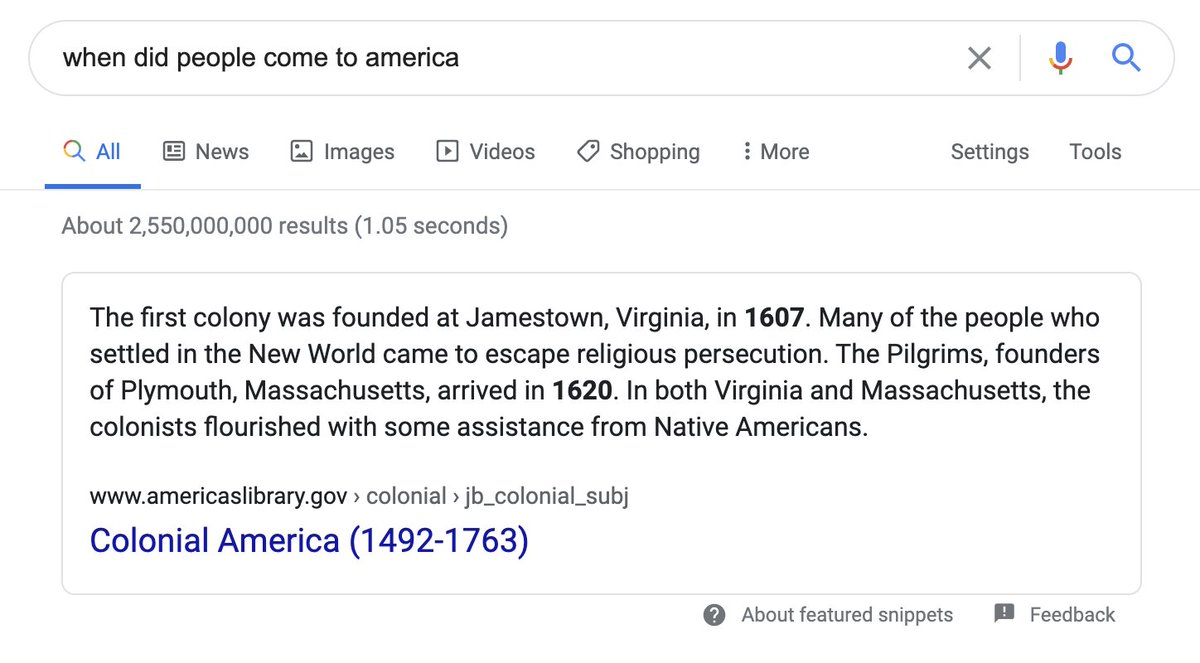 when did people come to america
All News Images Videos Shopping More Settings Tools
About 2,550,000,000 results (1.05 seconds)
The first colony was founded at Jamestown, Virginia, in 1607. Many of the people who
settled in the New World came to escape religious persecution. The Pilgrims, founders
of Plymouth, Massachusetts, arrived in 1620. In both Virginia and Massachusetts, the
colonists flourished with some assistance from Native Americans.
www.americaslibrary.gov › colonial › jb_colonial_subj
Colonial America (1492-1763)
About featured snippets Feedback